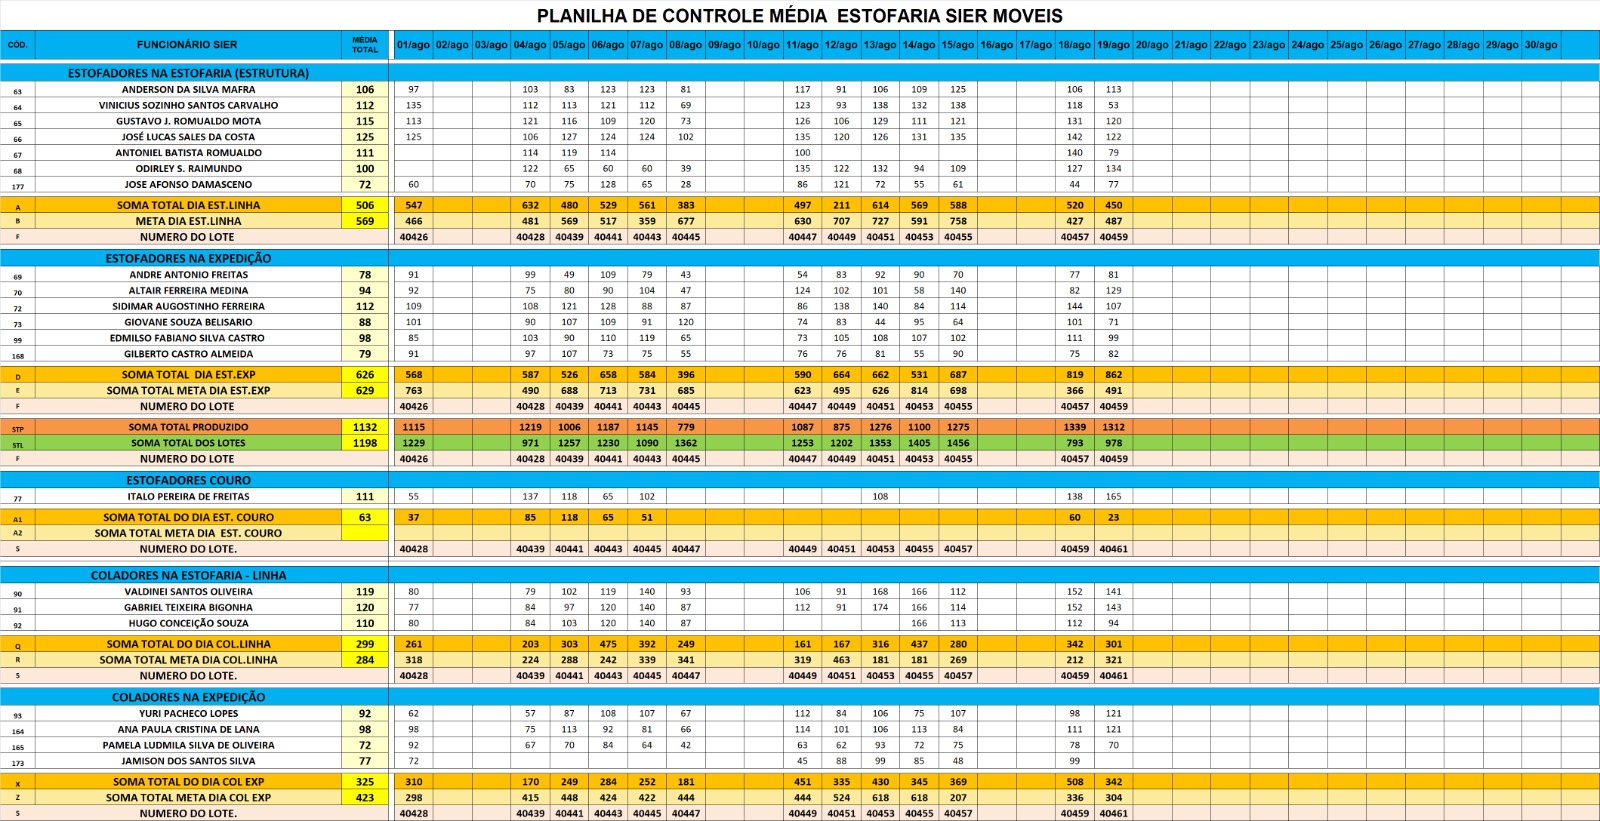 PLANILHA DE CONTROLE MÉDIA ESTOFARIA SIER MOVEIS
CÓD. FUNCIONÁRIO SIER MÉDIA TOTAL 01/ago 02/ago 03/ago 04/ago 05/ago 06/ago 07/ago 08/ago 09/ago 10/ago 11/ago 12/ago 13/ago 14/ago 15/ago 16/ago 17/ago 18/ago 19/ago 20/ago 21/ago 22/ago 23/ago 24/ago 25/ago 26/ago 27/ago 28/ago 29/ago 30/ago
ESTOFADORES NA ESTOFARIA (ESTRUTURA)
63 ANDERSON DA SILVA MAFRA 106 97 103 83 123 123 81 117 91 106 109 125 106 113
64 VINICIUS SOZINHO SANTOS CARVALHO 112 135 112 113 121 112 69 123 93 138 132 138 118 53
65 GUSTAVO J. ROMUALDO MOTA 115 113 121 116 109 120 73 126 106 129 111 121 131 120
66 JOSÉ LUCAS SALES DA COSTA 125 125 106 127 124 124 102 135 120 126 131 135 142 122
67 ANTONIEL BATISTA ROMUALDO 111 114 119 114 100 140 79
68 ODIRLEY S. RAIMUNDO 100 122 65 60 60 39 135 122 132 94 109 127 134
177 JOSE AFONSO DAMASCENO 72 60 70 75 128 65 28 86 121 72 55 61 44 77
A SOMA TOTAL DIA EST.LINHA 506 547 632 480 529 561 383 497 211 614 569 588 520 450
B META DIA EST.LINHA 569 466 481 569 517 359 677 630 707 727 591 758 427 487
F NUMERO DO LOTE 40426 40428 40439 40441 40443 40445 40447 40449 40451 40453 40455 40457 40459
ESTOFADORES NA EXPEDIÇÃO
69 ANDRE ANTONIO FREITAS 78 91 99 49 109 79 43 54 83 92 90 70 77 81
70 ALTAIR FERREIRA MEDINA 94 92 75 80 90 104 47 124 102 101 58 140 82 129
72 SIDIMAR AUGOSTINHO FERREIRA 112 109 108 121 128 88 87 86 138 140 84 114 144 107
73 GIOVANE SOUZA BELISARIO 88 101 90 107 109 91 120 74 83 44 95 64 101 71
99 EDMILSO FABIANO SILVA CASTRO 98 85 103 90 110 119 65 73 105 108 107 102 111 99
168 GILBERTO CASTRO ALMEIDA 79 91 97 107 73 75 55 76 76 81 55 90 75 82
D SOMA TOTAL DIA EST.EXP 626 568 587 526 658 584 396 590 664 662 531 687 819 862
E SOMA TOTAL META DIA EST.EXP 629 763 490 688 713 731 685 623 495 626 814 698 366 491
F NUMERO DO LOTE 40426 40428 40439 40441 40443 40445 40447 40449 40451 40453 40455 40457 40459
STP SOMA TOTAL PRODUZIDO 1132 1115 1219 1006 1187 1145 779 1087 875 1276 1100 1275 1339 1312
STL SOMA TOTAL DOS LOTES 1198 1229 971 1257 1230 1090 1362 1253 1202 1353 1405 1456 793 978
F NUMERO DO LOTE 40426 40428 40439 40441 40443 40445 40447 40449 40451 40453 40455 40457 40459
ESTOFADORES COURO
77 ITALO PEREIRA DE FREITAS 111 55 137 118 65 102 108 138 165
A1 SOMA TOTAL DO DIA EST. COURO 63 37 85 118 65 51 60 23
A2 SOMA TOTAL META DIA EST. COURO
S NUMERO DO LOTE. 40428 40439 40441 40443 40445 40447 40449 40451 40453 40455 40457 40459 40461
COLADORES NA ESTOFARIA - LINHA
90 VALDINEI SANTOS OLIVEIRA 119 80 79 102 119 140 93 106 91 168 166 112 152 141
91 GABRIEL TEIXEIRA BIGONHA 120 77 84 97 120 140 87 112 91 174 166 114 152 143
92 HUGO CONCEIÇÃO SOUZA 110 80 84 103 120 140 87 166 113 112 94
Q SOMA TOTAL DO DIA COL.LINHA 299 261 203 303 475 392 249 161 167 316 437 280 342 301
R SOMA TOTAL META DIA COL.LINHA 284 318 224 288 242 339 341 319 463 181 181 269 212 321
S NUMERO DO LOTE. 40428 40439 40441 40443 40445 40447 40449 40451 40453 40455 40457 40459 40461
COLADORES NA EXPEDIÇÃO
93 YURI PACHECO LOPES 92 62 57 87 108 107 67 112 84 106 75 107 98 121
164 ANA PAULA CRISTINA DE LANA 98 98 75 113 92 81 66 114 101 106 113 84 111 121
165 PAMELA LUDMILA SILVA DE OLIVEIRA 72 92 67 70 84 64 42 63 62 93 72 75 78 70
173 JAMISON DOS SANTOS SILVA 77 72 45 88 99 85 48 99
X SOMA TOTAL DO DIA COL EXP 325 310 170 249 284 252 181 451 335 430 345 369 508 342
Z SOMA TOTAL META DIA COL EXP 423 298 415 448 424 422 444 444 524 618 618 207 336 304
S NUMERO DO LOTE. 40428 40439 40441 40443 40445 40447 40449 40451 40453 40455 40457 40459 40461